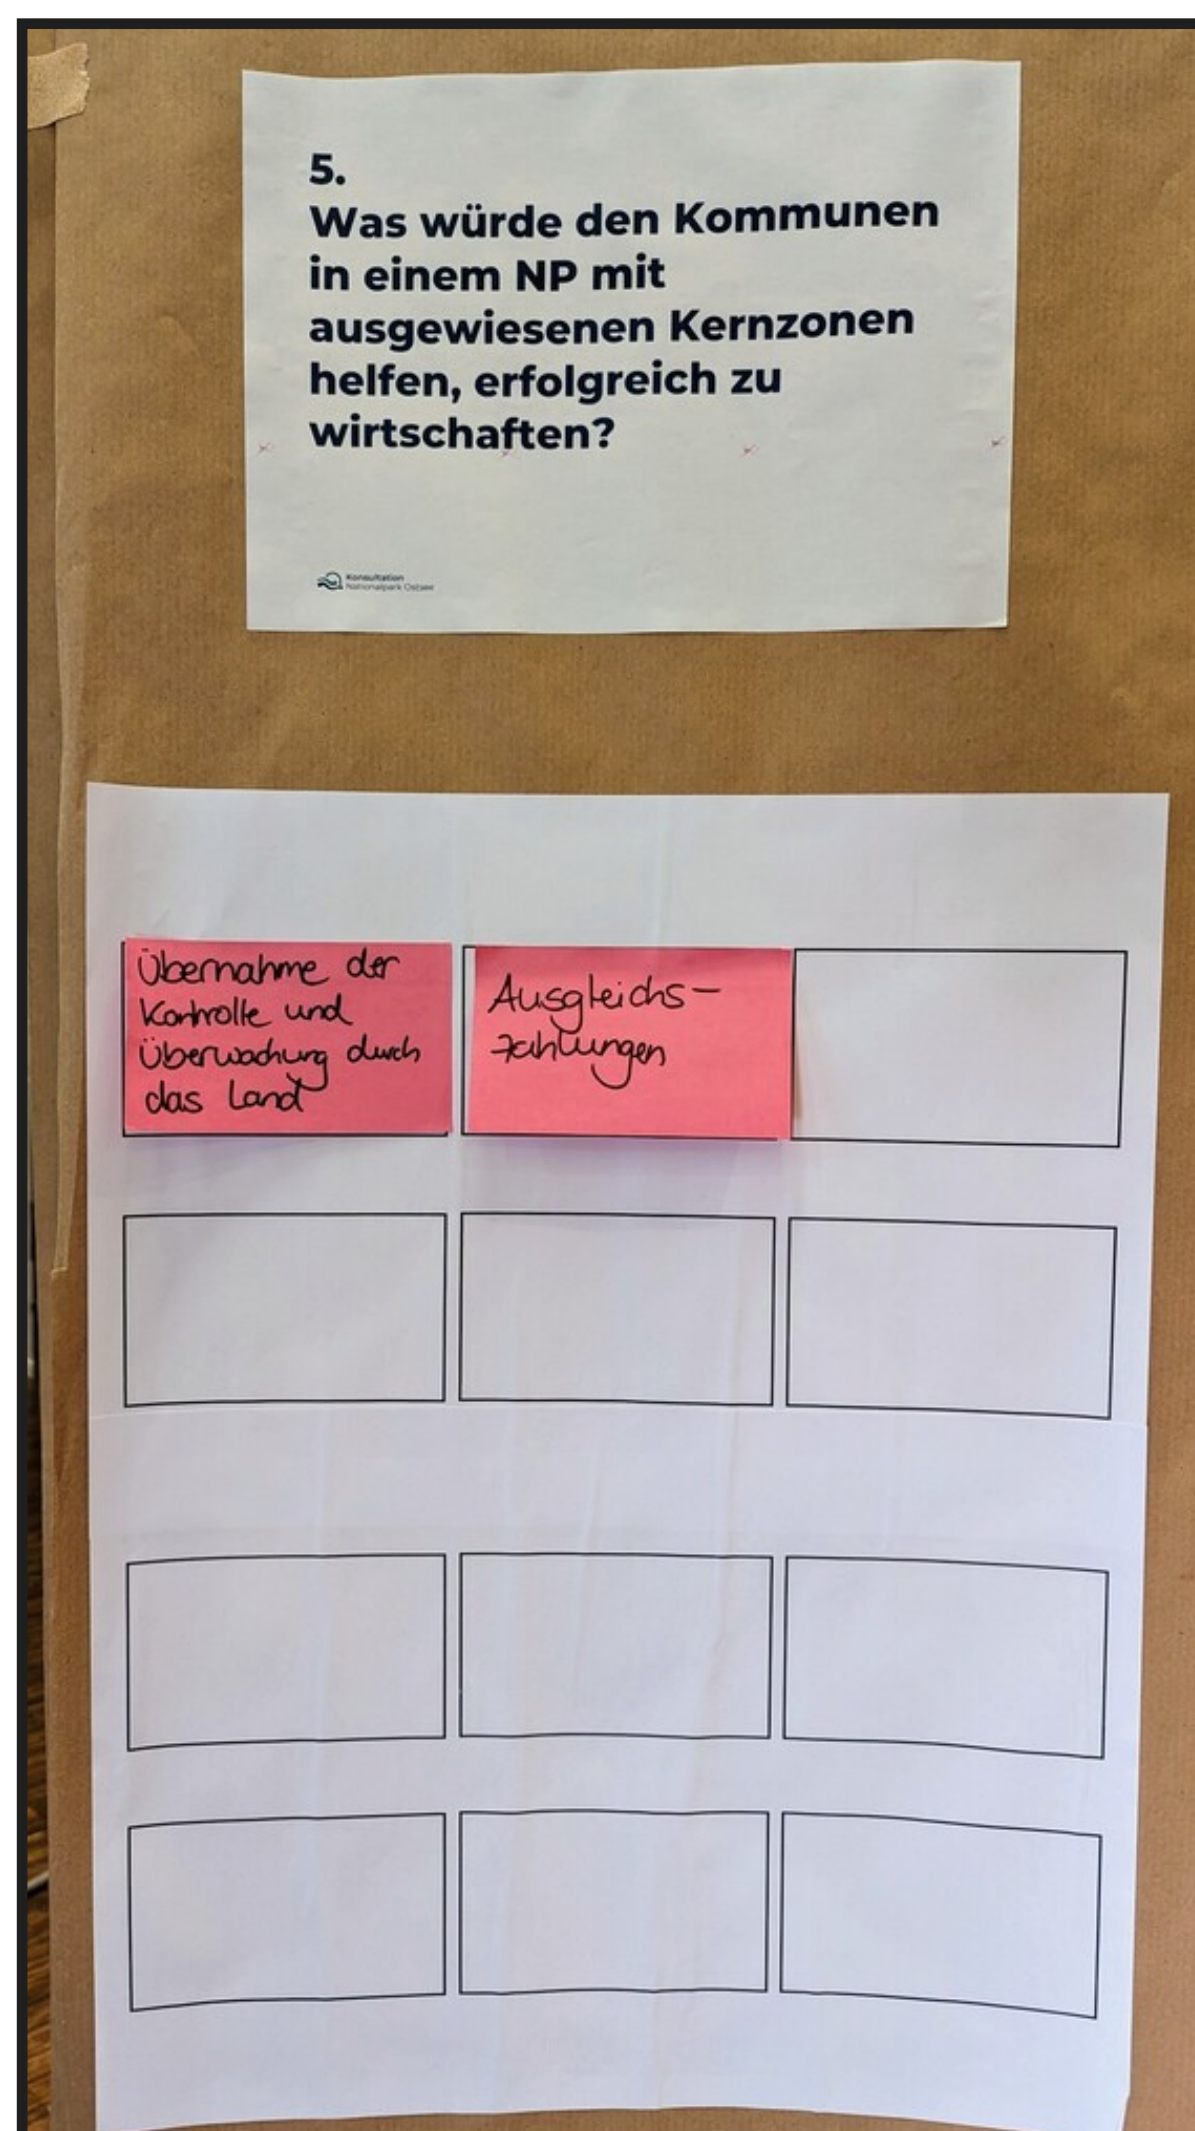 5.
Was würde den Kommunen
in einem NP mit
ausgewiesenen Kernzonen
helfen, erfolgreich zu
wirtschaften?
Konsultation
Nationalpark Ostsee
Übernahme der
Kontrolle und
Überwachung durch
das Land
Ausgleichs-
zahlungen